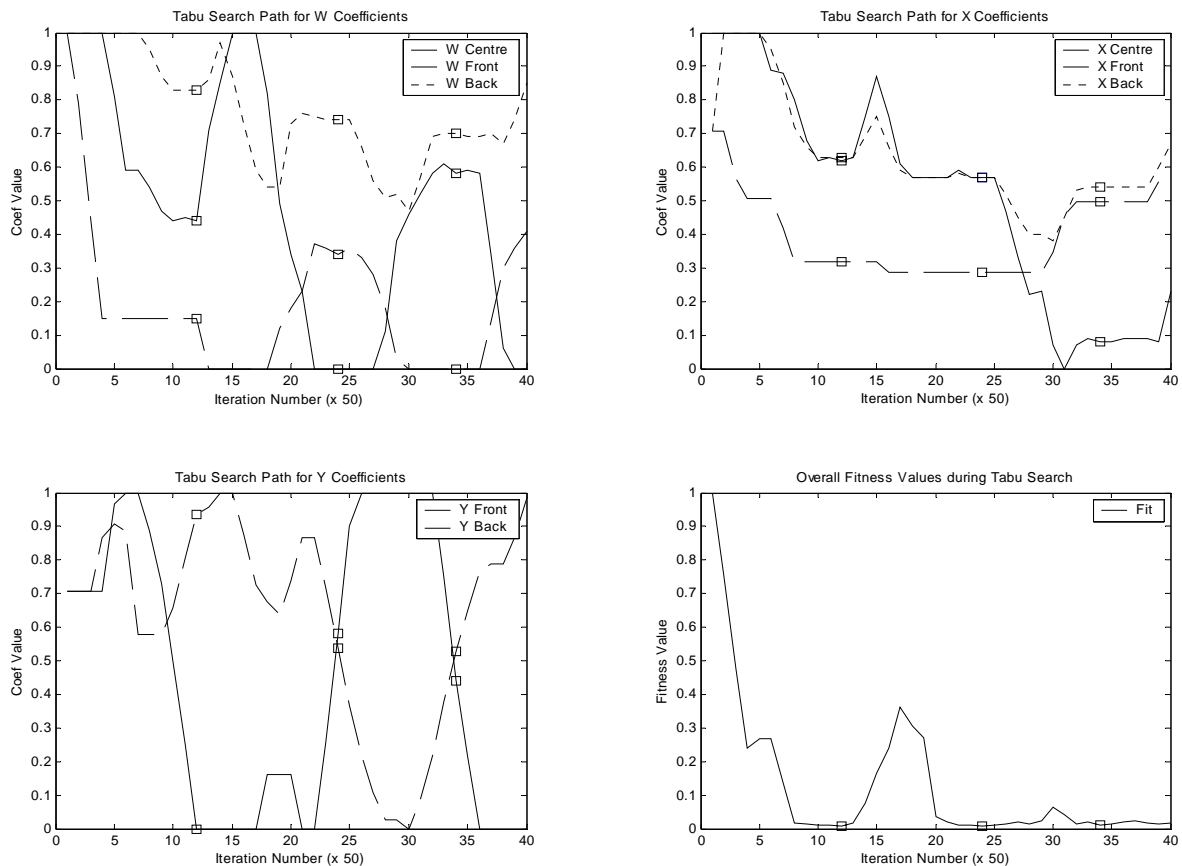 Tabu Search Path for W Coefficients
1
0.9
0.8
0.7
0.6
0.5
0.4
0.3
0.2
0.1
0
Coef Value
W Centre
W Front
W Back
0 5 10 15 20 25 30 35 40
Iteration Number (x 50)
Tabu Search Path for X Coefficients
1
0.9
0.8
0.7
0.6
0.5
0.4
0.3
0.2
0.1
0
Coef Value
X Centre
X Front
X Back
0 5 10 15 20 25 30 35 40
Iteration Number (x 50)
Tabu Search Path for Y Coefficients
1
0.9
0.8
0.7
0.6
0.5
0.4
0.3
0.2
0.1
0
Coef Value
Y Front
Y Back
0 5 10 15 20 25 30 35 40
Iteration Number (x 50)
Overall Fitness Values during Tabu Search
1
0.9
0.8
0.7
0.6
0.5
0.4
0.3
0.2
0.1
0
Fitness Value
Fit
0 5 10 15 20 25 30 35 40
Iteration Number (x 50)